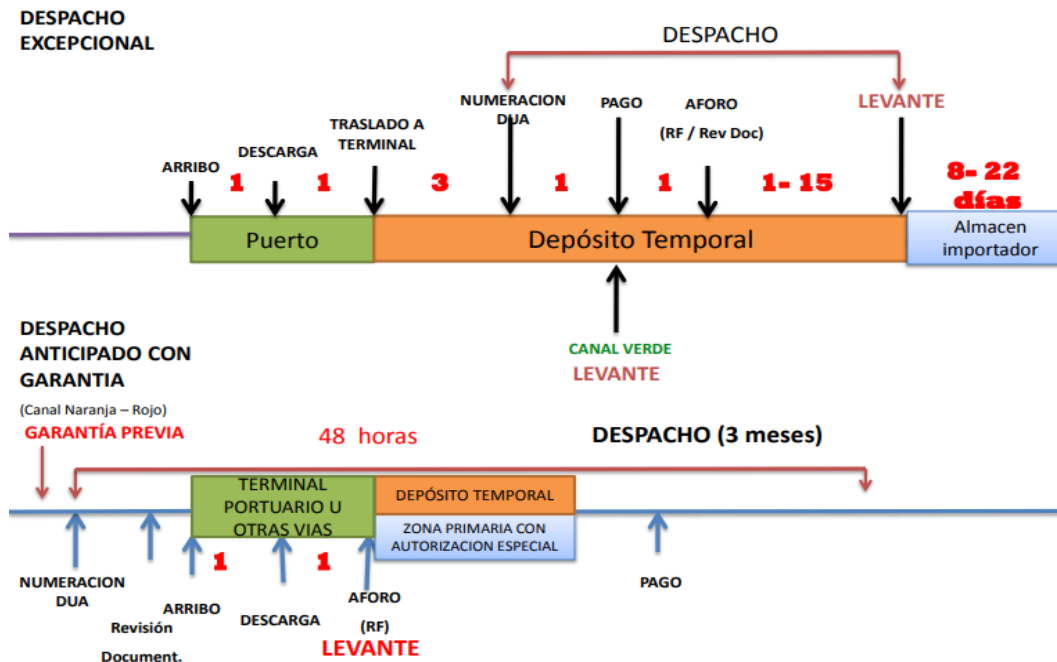 DESPACHO
EXCEPCIONAL
DESPACHO
NUMERACION
DUA
PAGO
AFORO
(RF / Rev Doc)
LEVANTE
TRASLADO A
TERMINAL
DESCARGA
ARRIBO
1
1
3
1
1
1- 15
8- 22
días
Puerto
Depósito Temporal
Almacen
importador
CANAL VERDE
LEVANTE
DESPACHO
ANTICIPADO CON
GARANTIA
(Canal Naranja – Rojo)
GARANTÍA PREVIA
48 horas
DESPACHO (3 meses)
TERMINAL
PORTUARIO U
OTRAS VIAS
DEPÓSITO TEMPORAL
ZONA PRIMARIA CON
AUTORIZACION ESPECIAL
1
1
NUMERACION
DUA
Revisión
Document.
ARRIBO
DESCARGA
AFORO
(RF)
LEVANTE
PAGO